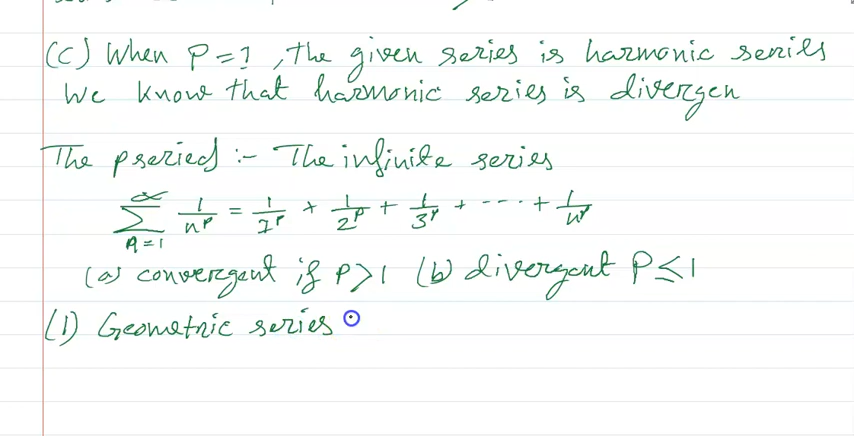 (c) When P = 1, the given series is harmonic series
We know that harmonic series is divergen
The p series :- The infinite series
∞
∑ 1/n^p = 1/1^p + 1/2^p + 1/3^p + ---- + 1/n^p
n=1
(a) convergent if P>1 (b) divergent P≤1
(1) Geometric series